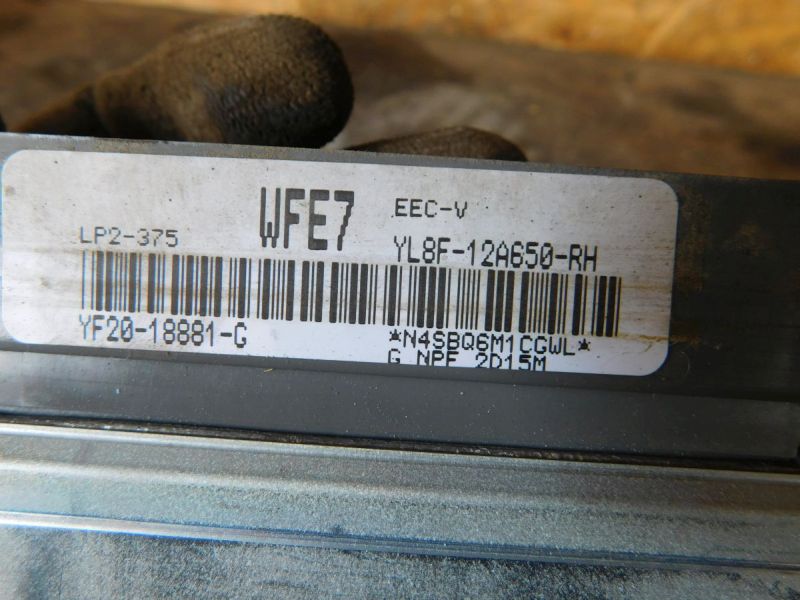 WFE7 EEC-V
LP2-375 YL8F-12A650-RH
YF20-18881-G *N4SBQ6M1CGWL*
G NPF 2D15M